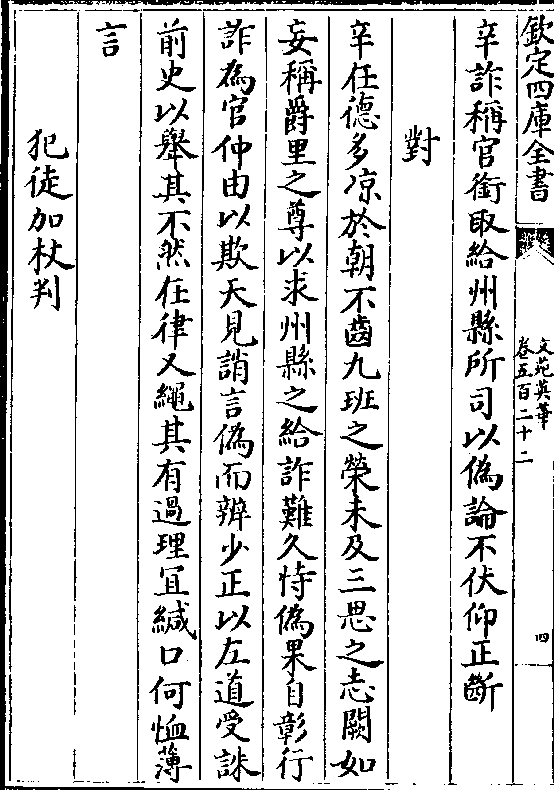 欽定四庫全書
文苑英華
卷五百二十二
四
辛詐稱官銜取給州縣所司以偽論不伏仰正斷
對
辛任德多凉於朝不齒九班之榮未及三思之志闕如
妄稱爵里之尊以求州縣之給詐難久恃偽果自彰行
詐為官仲由以欺天見誚言偽而辯少正以左道受誅
前史以舉其不然在律又繩其有過理宜緘口何恤薄
言
犯徒加杖判